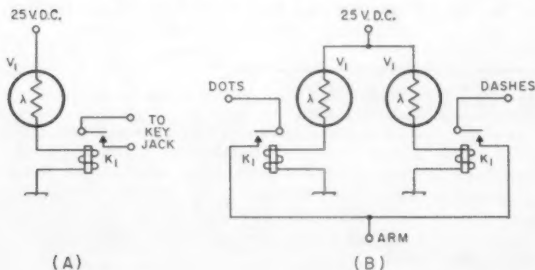 25 V. D.C.
V1
λ
TO
KEY
JACK
K1
(A)
25 V. D.C.
V1
V1
DOTS
DASHES
λ
λ
K1
K1
ARM
(B)